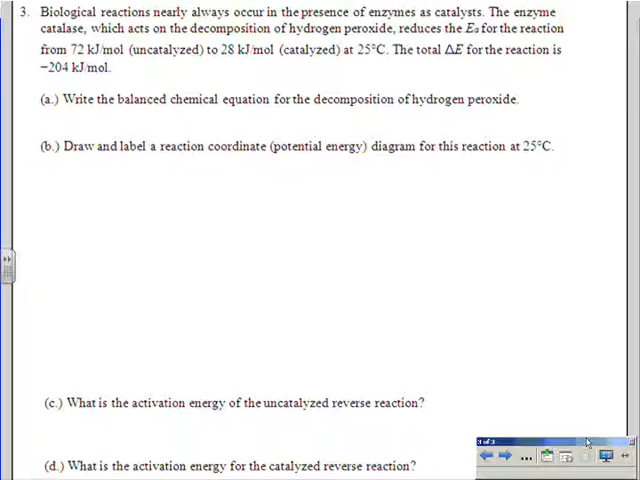 3. Biological reactions nearly always occur in the presence of enzymes as catalysts. The enzyme
catalase, which acts on the decomposition of hydrogen peroxide, reduces the Ea for the reaction
from 72 kJ/mol (uncatalyzed) to 28 kJ/mol (catalyzed) at 25°C. The total ΔE for the reaction is
−204 kJ/mol.
(a.) Write the balanced chemical equation for the decomposition of hydrogen peroxide.
(b.) Draw and label a reaction coordinate (potential energy) diagram for this reaction at 25°C.
(c.) What is the activation energy of the uncatalyzed reverse reaction?
3 of 3
(d.) What is the activation energy for the catalyzed reverse reaction?